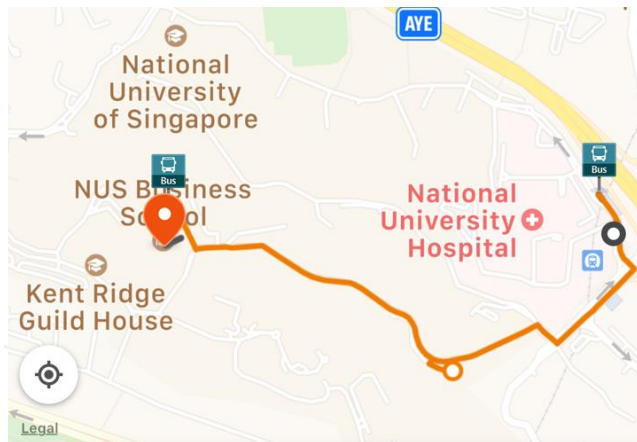 AYE
National
University
of Singapore
Bus
Bus
NUS Business
School
National
University
Hospital
Kent Ridge
Guild House
Legal